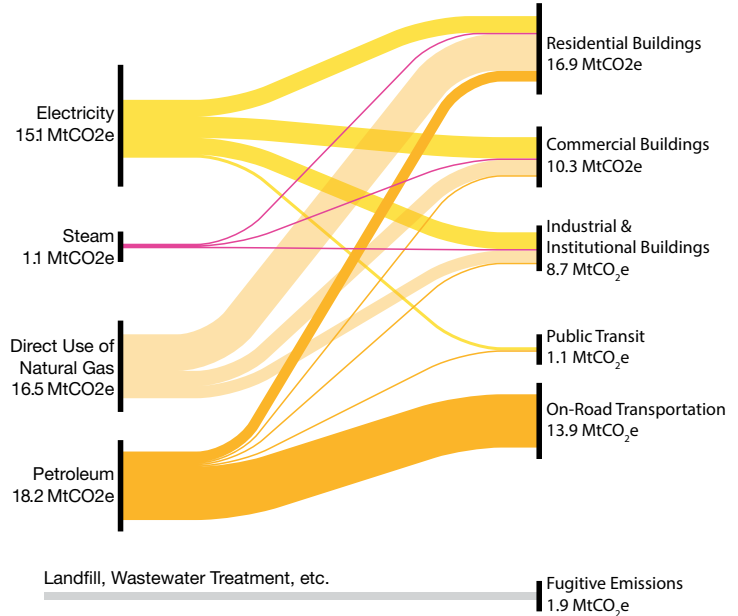 Electricity
15.1 MtCO2e
Steam
1.1 MtCO2e
Direct Use of
Natural Gas
16.5 MtCO2e
Petroleum
18.2 MtCO2e
Landfill, Wastewater Treatment, etc.
Residential Buildings
16.9 MtCO2e
Commercial Buildings
10.3 MtCO2e
Industrial &
Institutional Buildings
8.7 MtCO₂e
Public Transit
1.1 MtCO₂e
On-Road Transportation
13.9 MtCO₂e
Fugitive Emissions
1.9 MtCO₂e